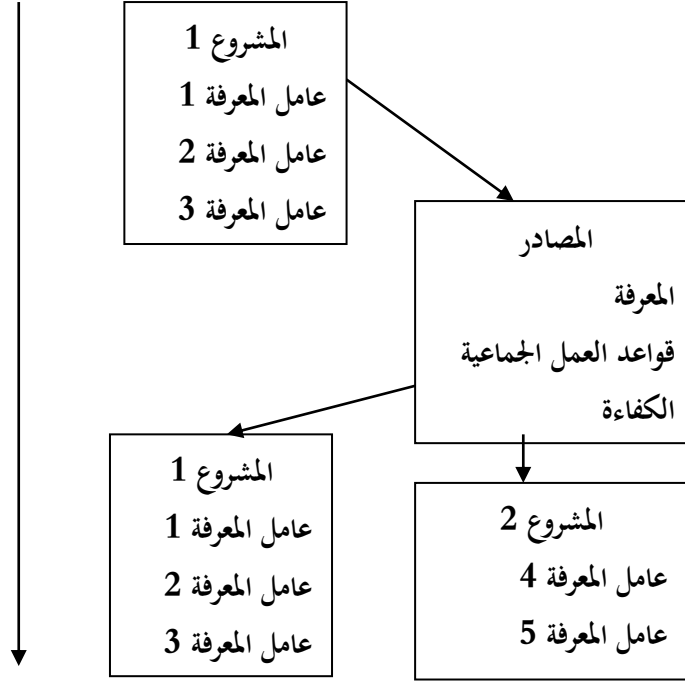 المشروع 1
عامل المعرفة 1
عامل المعرفة 2
عامل المعرفة 3
المصادر
المعرفة
قواعد العمل الجماعية
الكفاءة
المشروع 1
عامل المعرفة 1
عامل المعرفة 2
عامل المعرفة 3
المشروع 2
عامل المعرفة 4
عامل المعرفة 5